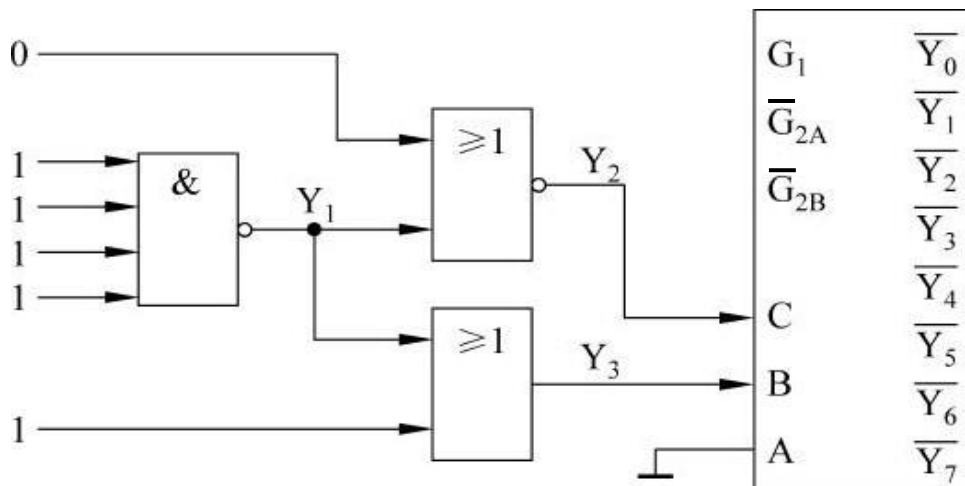 0
1
1
1
1
1
&
Y₁
≥1
Y₂
≥1
Y₃
G₁
G̅₂A
G̅₂B
C
B
A
Y̅₀
Y̅₁
Y̅₂
Y̅₃
Y̅₄
Y̅₅
Y̅₆
Y̅₇